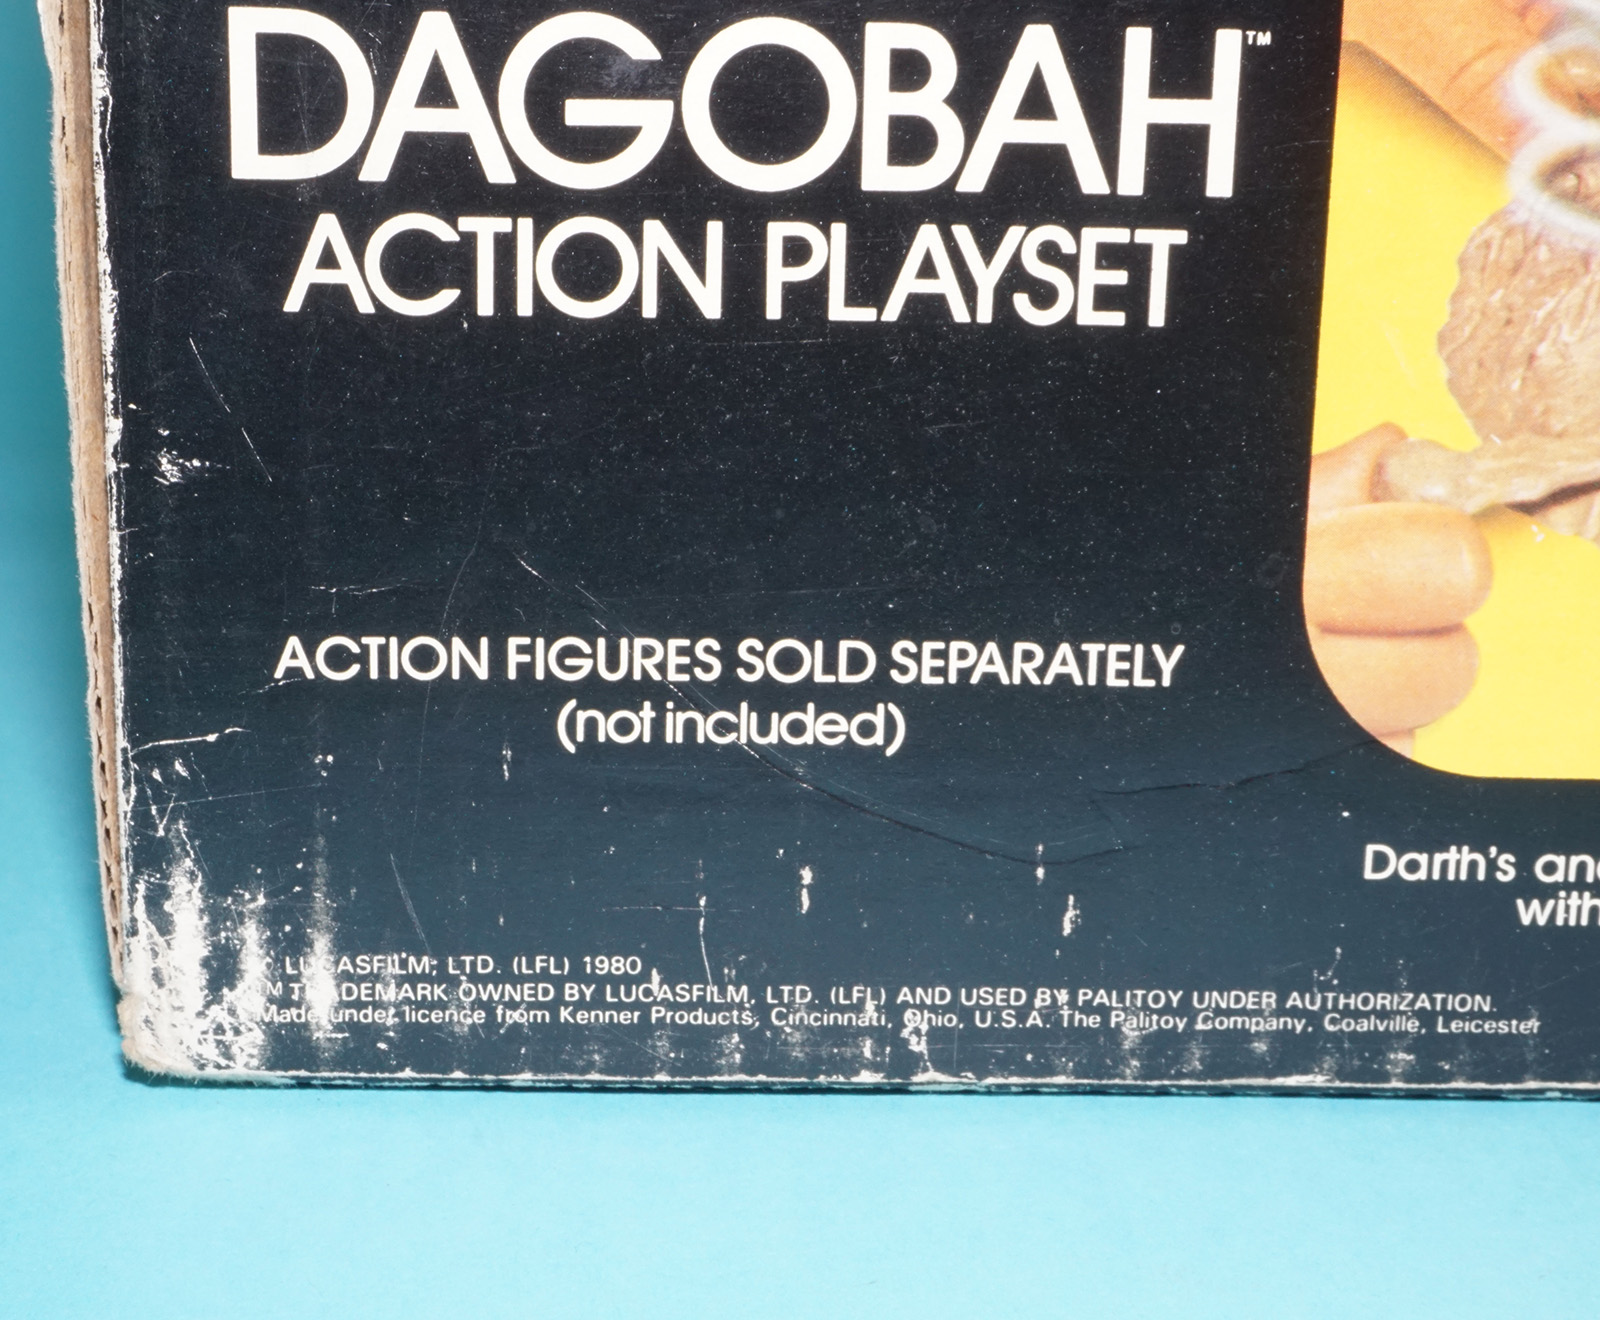 DAGOBAH™
ACTION PLAYSET
ACTION FIGURES SOLD SEPARATELY
(not included)
Darth's
with
© LUCASFILM, LTD. (LFL) 1980
TM TRADEMARK OWNED BY LUCASFILM, LTD. (LFL) AND USED BY PALITOY UNDER AUTHORIZATION.
Made under licence from Kenner Products, Cincinnati, Ohio, U.S.A. The Palitoy Company, Coalville, Leicester